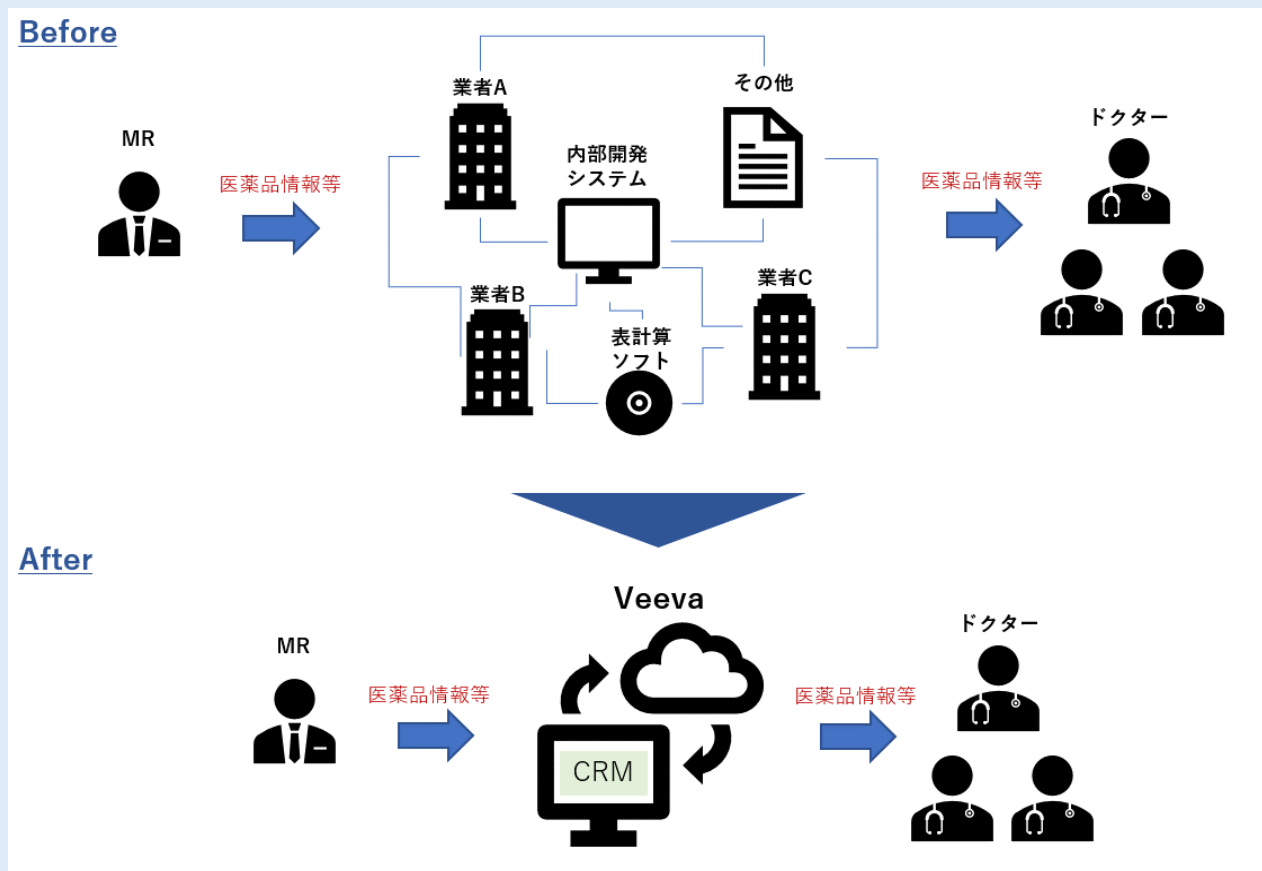 Before
業者A
その他
MR
ドクター
内部開発
システム
医薬品情報等
医薬品情報等
業者B
業者C
表計算
ソフト
After
Veeva
MR
ドクター
医薬品情報等
医薬品情報等
CRM